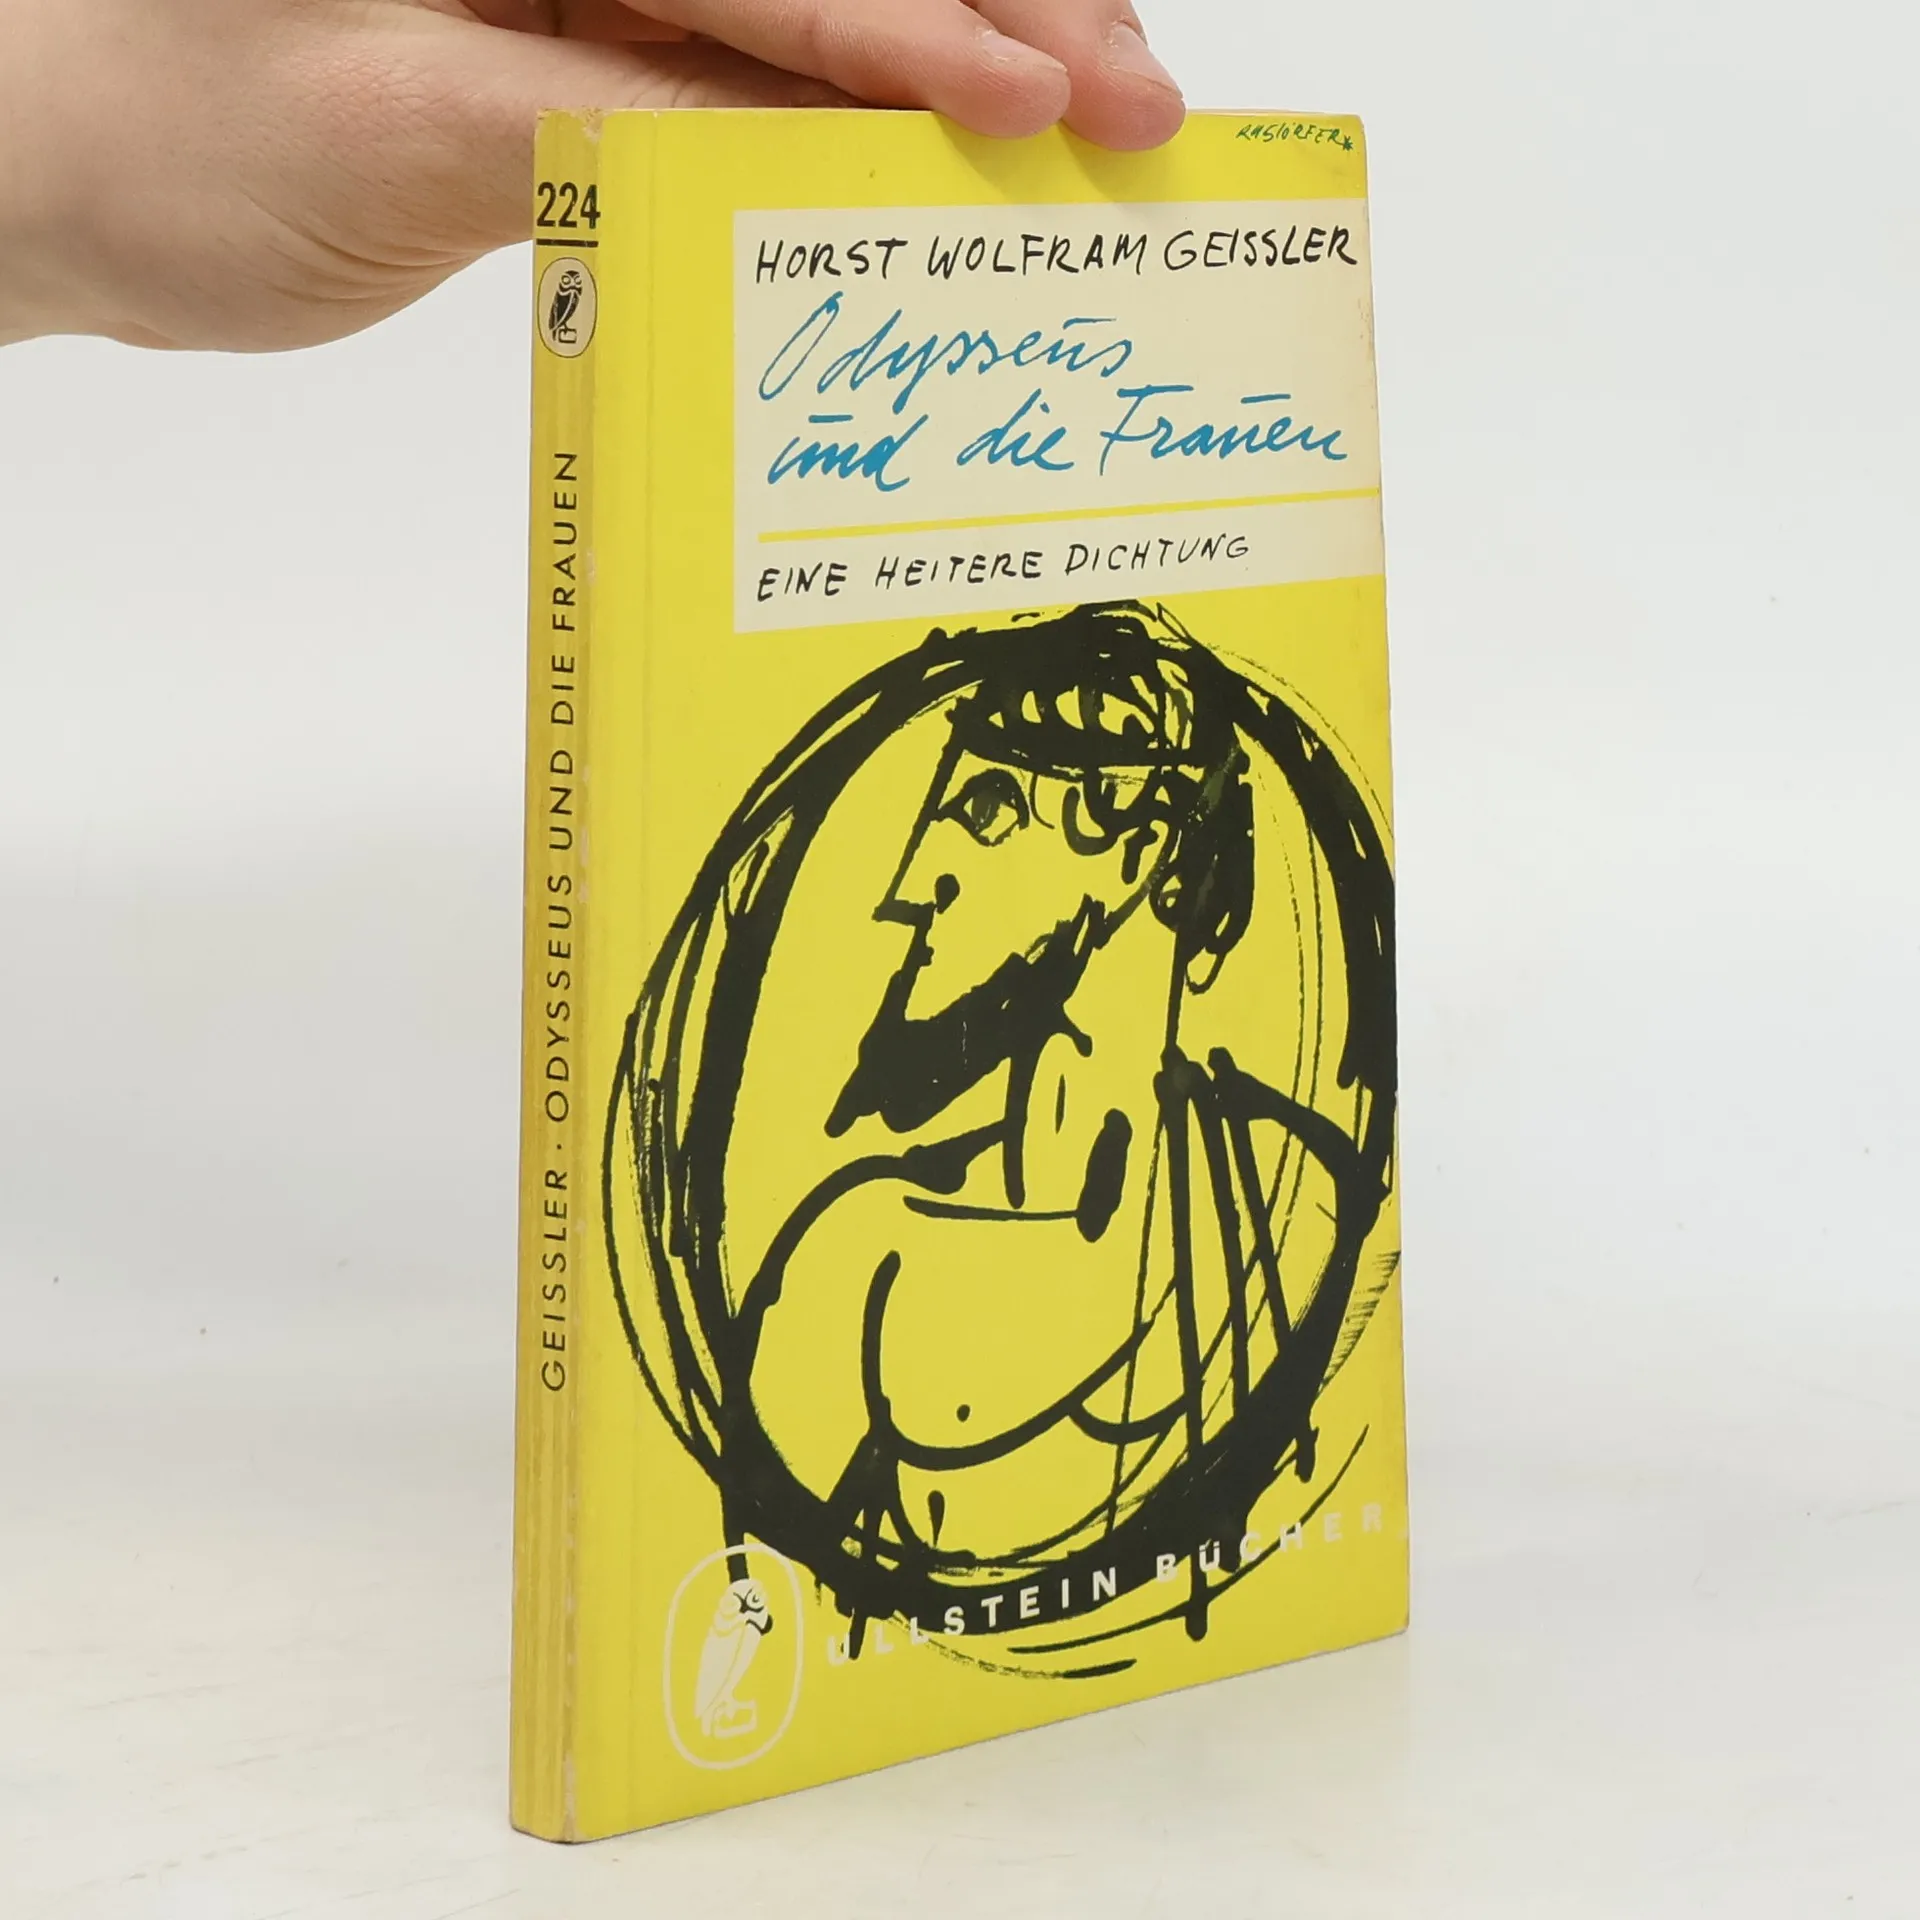 224
GEISSLER · ODYSSEUS UND DIE FRAUEN
HORST WOLFRAM GEISSLER
Odysseus
und die Frauen
EINE HEITERE DICHTUNG
ULLSTEIN BÜCHER